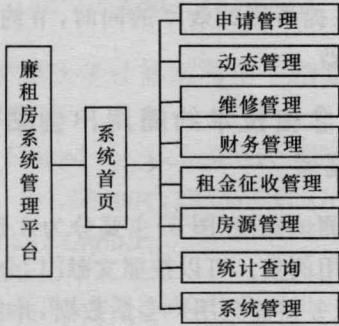 廉租房系统管理平台
系统首页
申请管理
动态管理
维修管理
财务管理
租金征收管理
房源管理
统计查询
系统管理